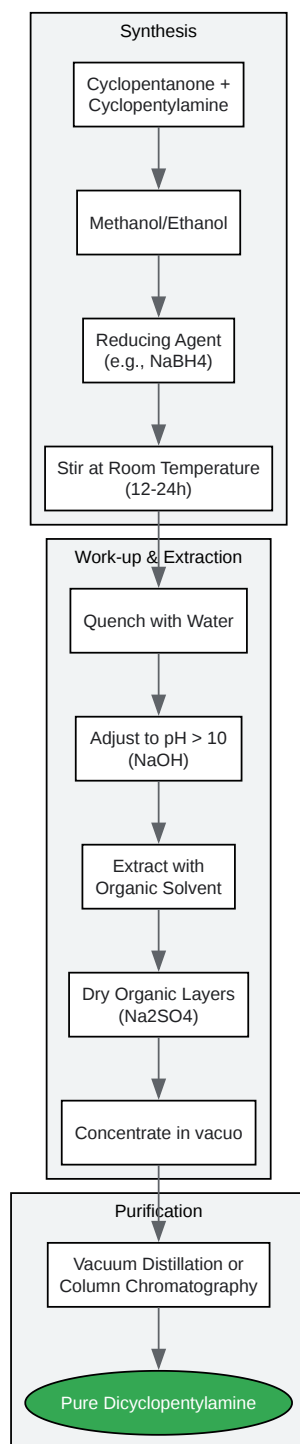 Synthesis
Cyclopentanone +
Cyclopentylamine
Methanol/Ethanol
Reducing Agent
(e.g., NaBH4)
Stir at Room Temperature
(12-24h)
Work-up & Extraction
Quench with Water
Adjust to pH > 10
(NaOH)
Extract with
Organic Solvent
Dry Organic Layers
(Na2SO4)
Concentrate in vacuo
Purification
Vacuum Distillation or
Column Chromatography
Pure Dicyclopentylamine